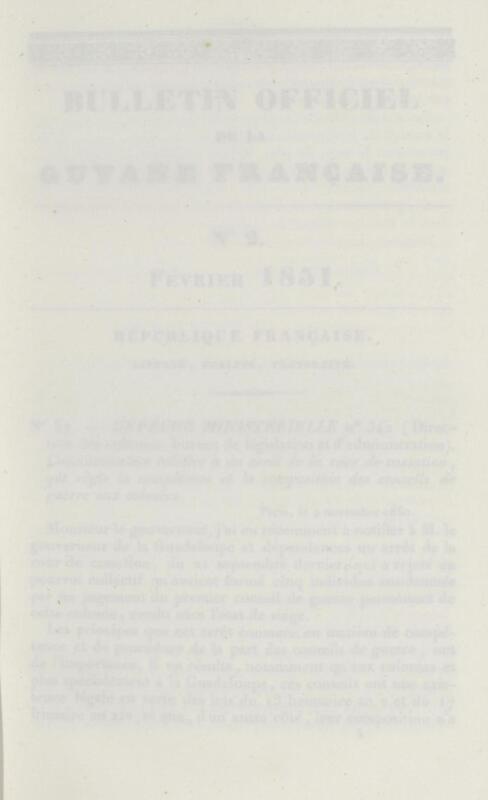 BULLETIN OFFICIEL
DE LA
GUYANE FRANÇAISE.
N° 2.
FÉVRIER 1851.
RÉPUBLIQUE FRANÇAISE.
LIBERTÉ, ÉGALITÉ, FRATERNITÉ.
N° — DÉPÊCHE MINISTÉRIELLE n° (Direc-
tion des colonies: bureau de législation et d'administration).
relative à un arrêt de la cour de cassation,
qui règle la compétence et la composition des conseils de
guerre aux colonies.
Paris, le novembre 1850.
Monsieur le gouverneur, j'ai eu récemment à notifier à M. le
gouverneur de la Guadeloupe et dépendances un arrêt de la
cour de cassation, du 21 septembre dernier, qui a rejeté un
pourvoi collectif qu'avaient formé cinq individus condamnés
par un jugement du premier conseil de guerre permanent de
cette colonie, rendu sous l'état de siége.
Les principes que cet arrêt consacre en matière de compé-
tence et de procédure de la part des conseils de guerre, ont
de l'importance. Il en résulte, notamment qu'aux colonies et
plus spécialement à la Guadeloupe, ces conseils ont une exis-
tence légale en vertu des lois du 13 brumaire an 5 et du 17
frimaire an xiv, et que, d'un autre côté, leur composition n'a